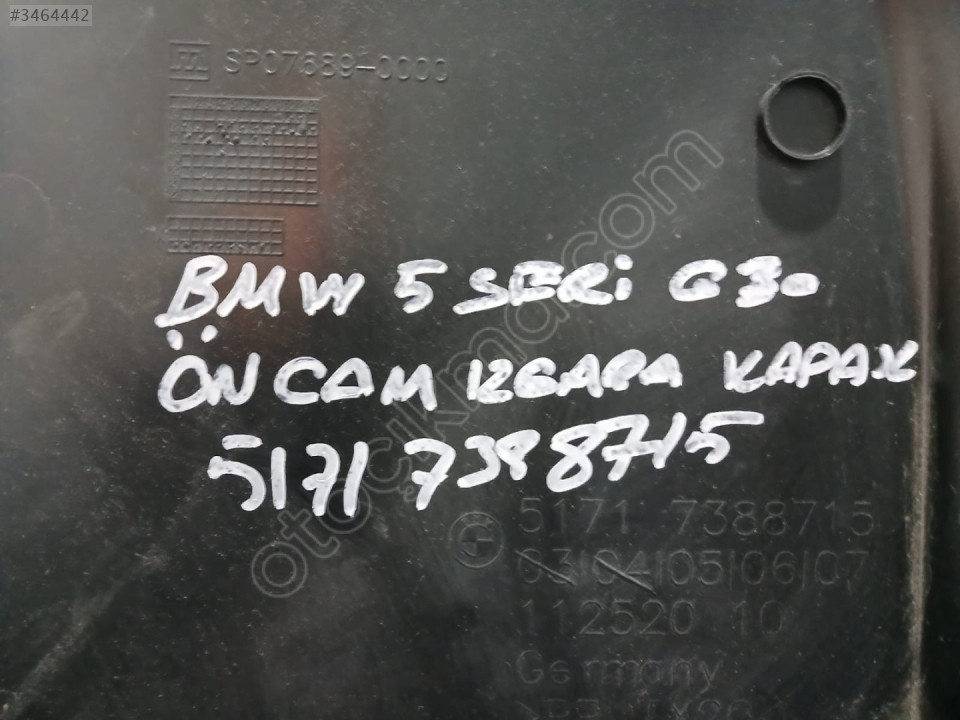 #3464442
SP07689-0000
BMW 5 SERİ G30
ÖN CAM IZGARA KAPAK
5171 7388715
otocikmacom
5171 7388715
03|04|05|06|07
112520 10
Germany